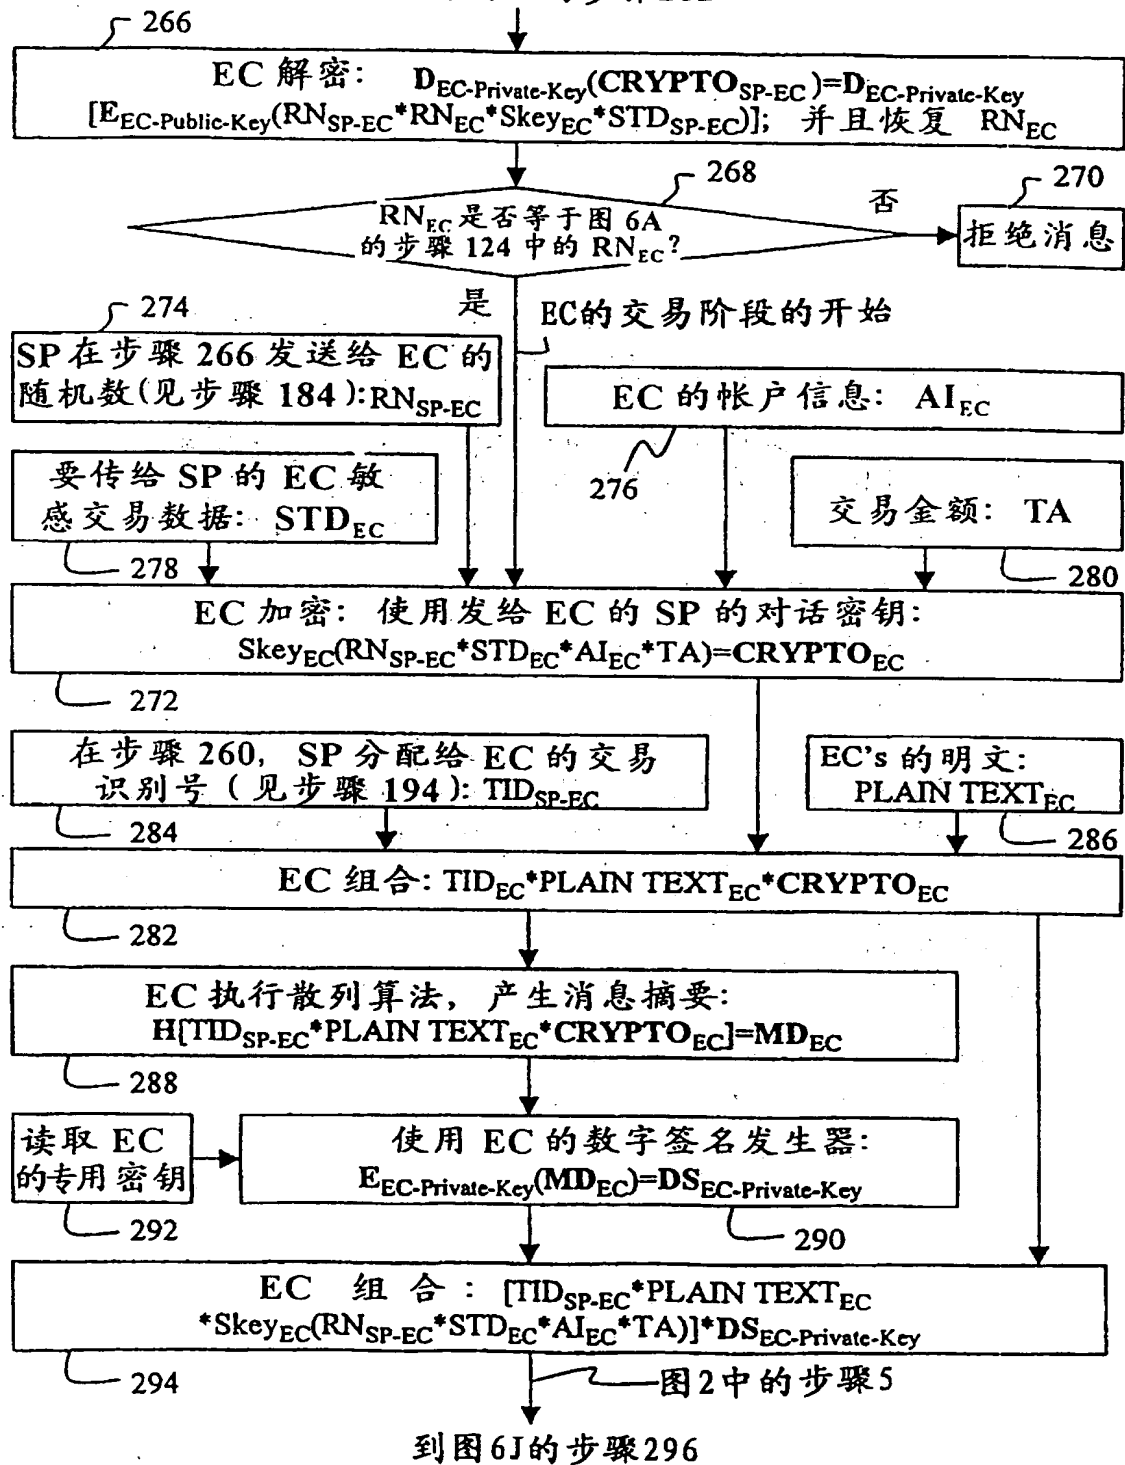 266
EC 解密: D_EC-Private-Key(CRYPTO_SP-EC)=D_EC-Private-Key
[E_EC-Public-Key(RN_SP-EC*RN_EC*Skey_EC*STD_SP-EC)]; 并且恢复 RN_EC
268
270
RN_EC 是否等于图 6A
的步骤 124 中的 RN_EC?
否
拒绝消息
是
EC的交易阶段的开始
274
SP 在步骤 266 发送给 EC 的
随机数(见步骤 184):RN_SP-EC
EC 的帐户信息: AI_EC
276
要传给 SP 的 EC 敏
感交易数据: STD_EC
278
交易金额: TA
280
EC 加密: 使用发给 EC 的 SP 的对话密钥:
Skey_EC(RN_SP-EC*STD_EC*AI_EC*TA)=CRYPTO_EC
272
在步骤 260, SP 分配给 EC 的交易
识别号 (见步骤 194): TID_SP-EC
284
EC's 的明文:
PLAIN TEXT_EC
286
EC 组合: TID_EC*PLAIN TEXT_EC*CRYPTO_EC
282
EC 执行散列算法, 产生消息摘要:
H[TID_SP-EC*PLAIN TEXT_EC*CRYPTO_EC]=MD_EC
288
读取 EC
的专用密钥
292
使用 EC 的数字签名发生器:
E_EC-Private-Key(MD_EC)=DS_EC-Private-Key
290
EC 组合: [TID_SP-EC*PLAIN TEXT_EC
*Skey_EC(RN_SP-EC*STD_EC*AI_EC*TA)]*DS_EC-Private-Key
294
图2中的步骤5
到图6J的步骤296